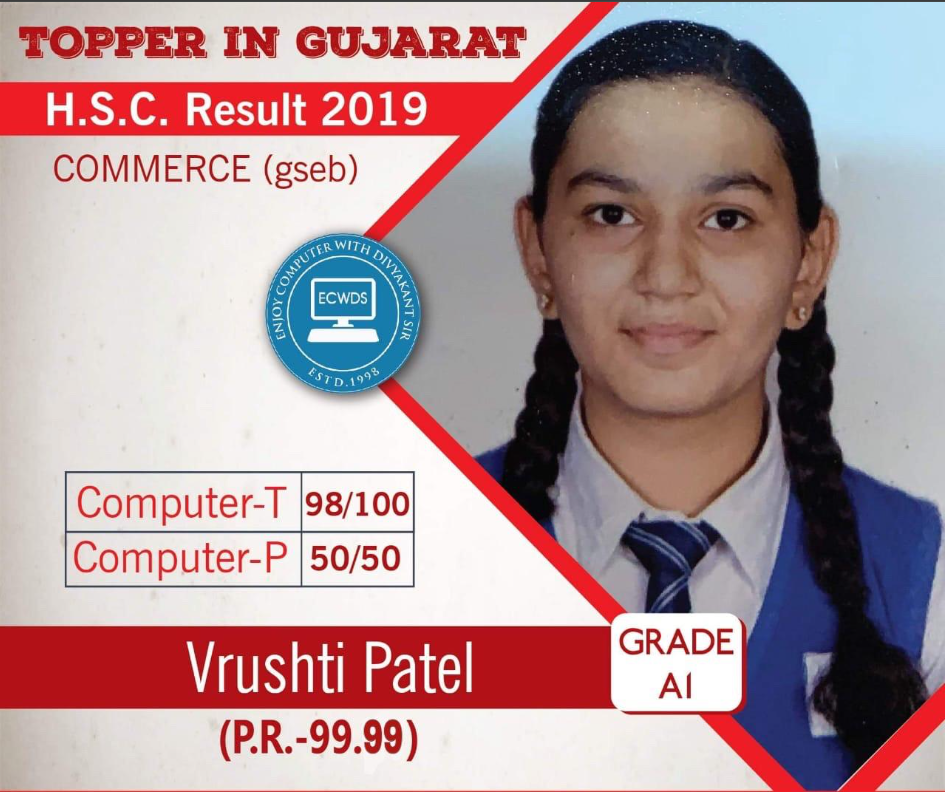 TOPPER IN GUJARAT
H.S.C. Result 2019
COMMERCE (gseb)
ENJOY COMPUTER WITH DIVYAKANT SIR
ECWDS
ESTD.1998
Computer-T 98/100
Computer-P 50/50
Vrushti Patel
(P.R.-99.99)
GRADE
A1